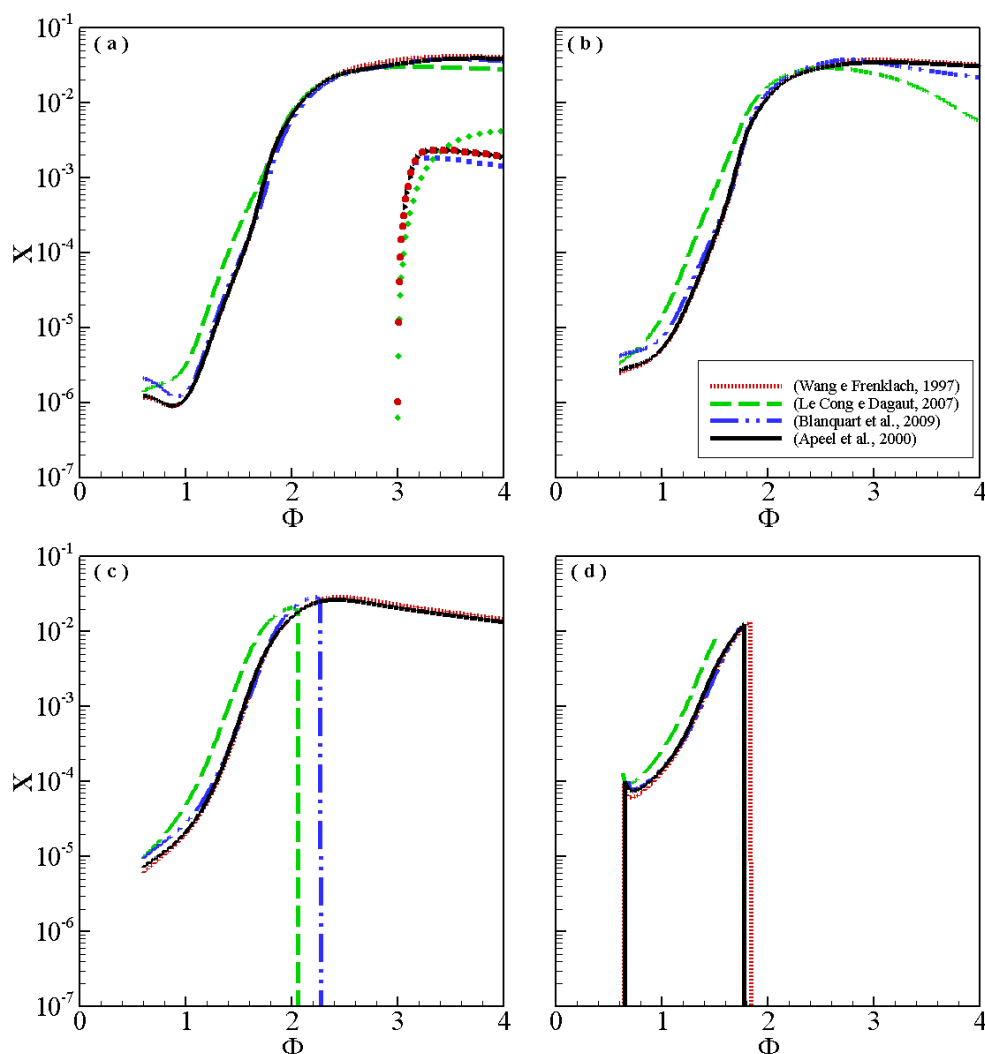 ( a )
X
10-1
10-2
10-3
10-4
10-5
10-6
10-7
0 1 2 3 4
Φ
( b )
(Wang e Frenklach, 1997)
(Le Cong e Dagaut, 2007)
(Blanquart et al., 2009)
(Apeel et al., 2000)
0 1 2 3 4
Φ
( c )
X
10-1
10-2
10-3
10-4
10-5
10-6
10-7
0 1 2 3 4
Φ
( d )
0 1 2 3 4
Φ